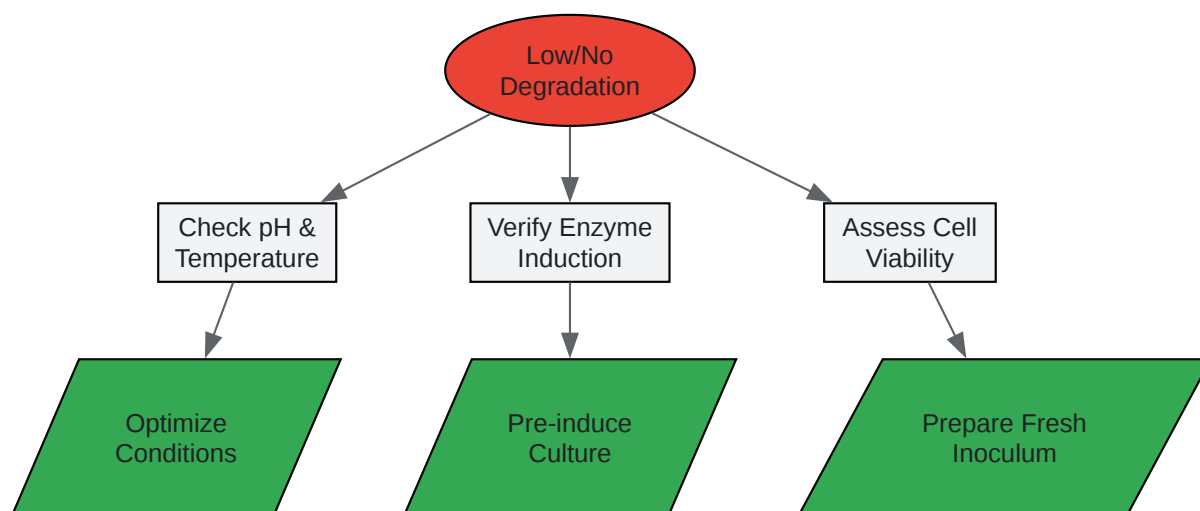 Low/No
Degradation
Check pH &
Temperature
Verify Enzyme
Induction
Assess Cell
Viability
Optimize
Conditions
Pre-induce
Culture
Prepare Fresh
Inoculum